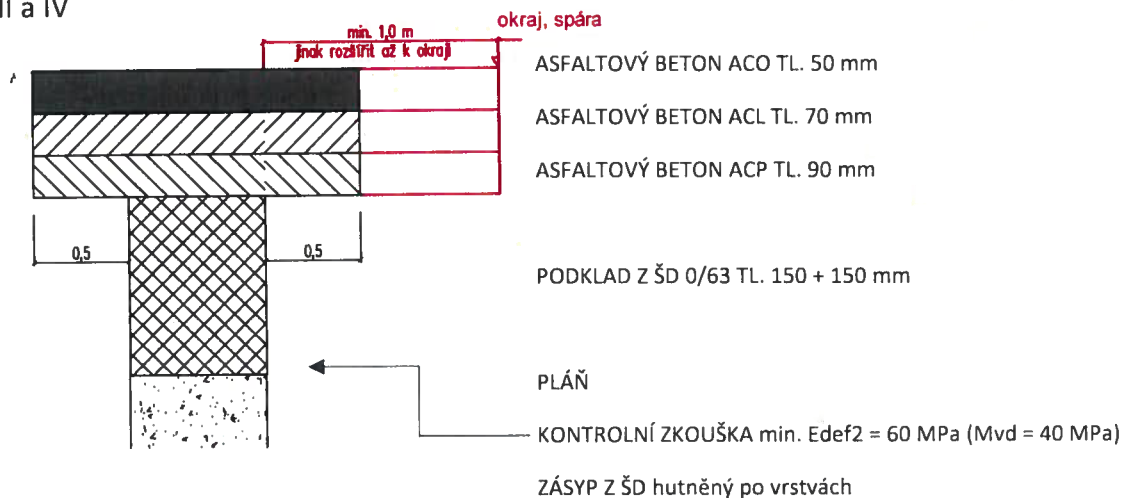 II a IV
okraj, spára
min. 1,0 m
jinak rozšířit až k okraji
ASFALTOVÝ BETON ACO TL. 50 mm
ASFALTOVÝ BETON ACL TL. 70 mm
ASFALTOVÝ BETON ACP TL. 90 mm
0,5
0,5
PODKLAD Z ŠD 0/63 TL. 150 + 150 mm
PLÁŇ
KONTROLNÍ ZKOUŠKA min. Edef2 = 60 MPa (Mvd = 40 MPa)
ZÁSYP Z ŠD hutněný po vrstvách